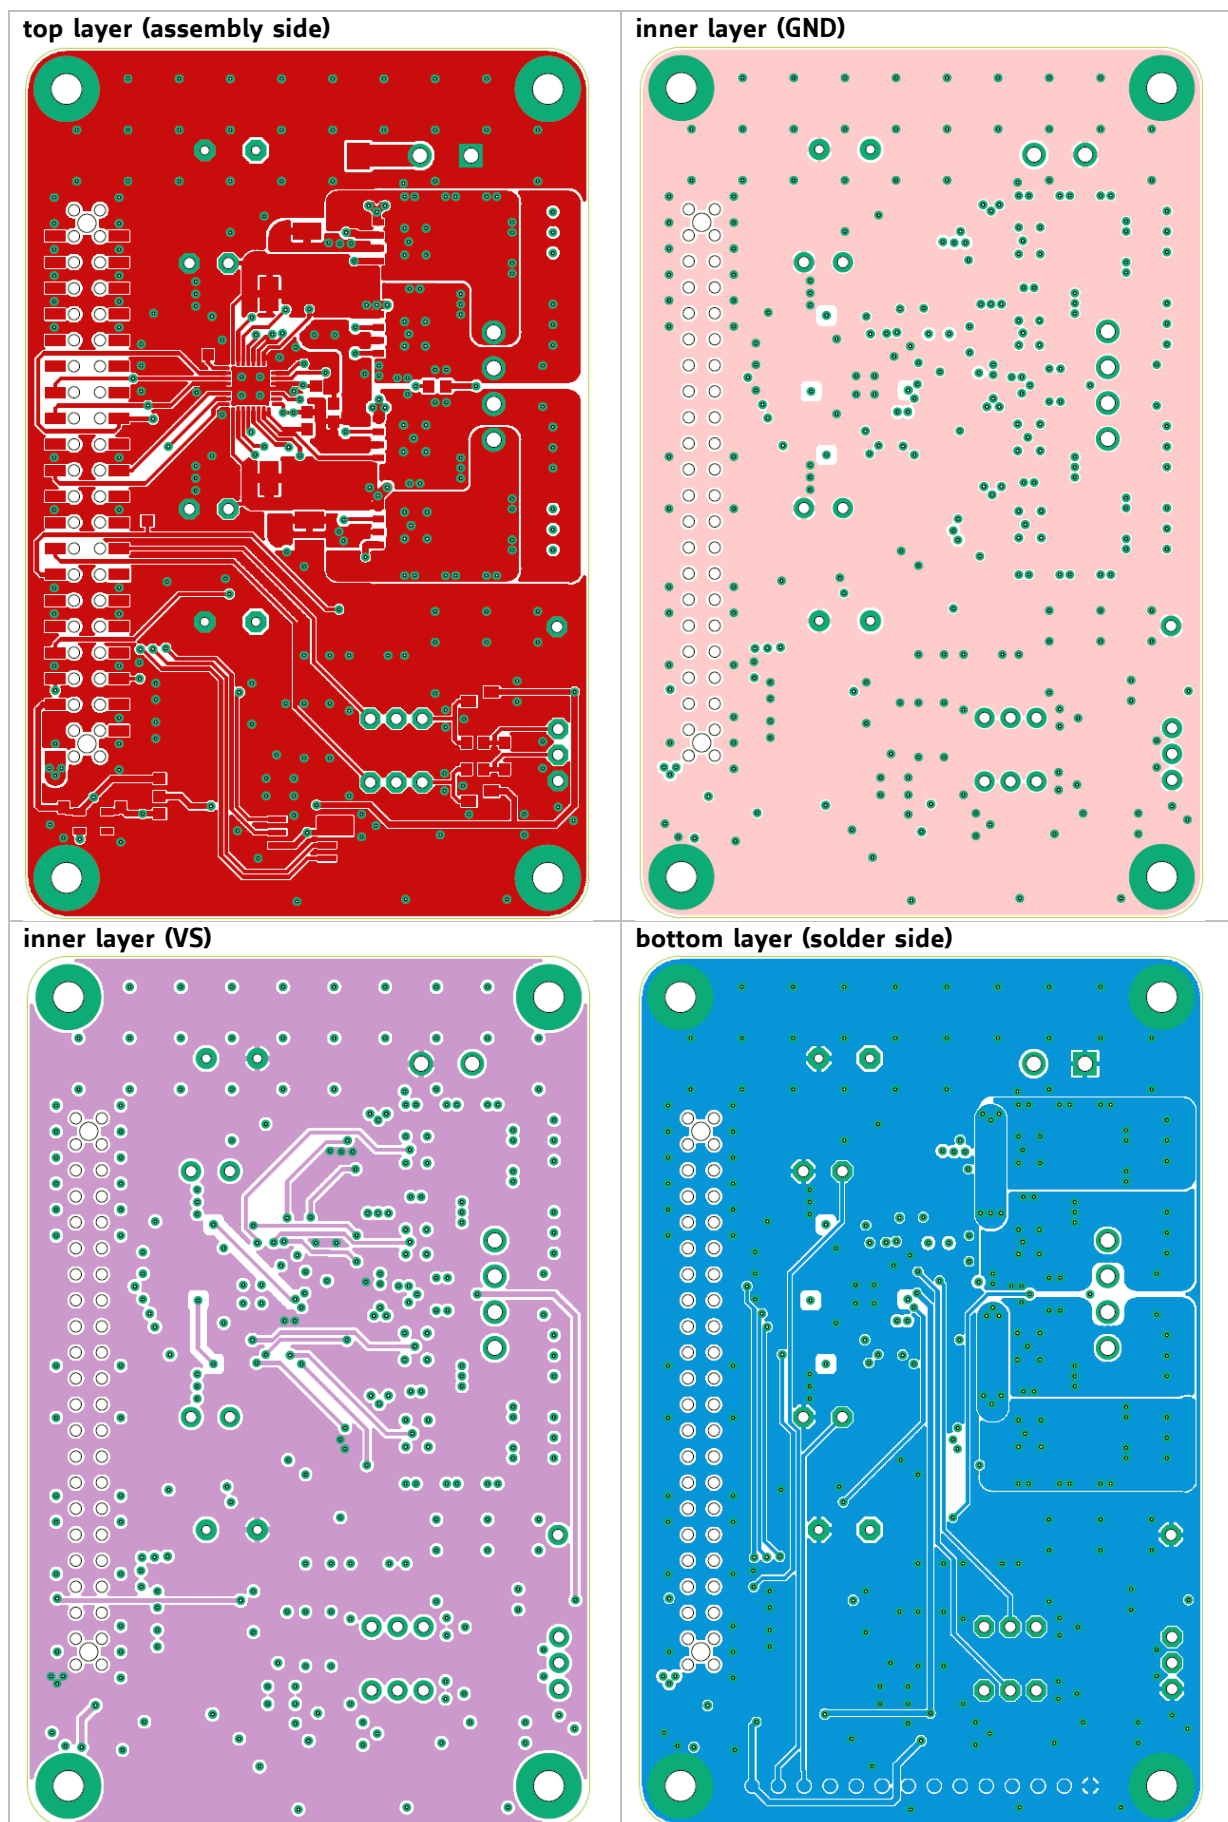 top layer (assembly side)
inner layer (GND)
inner layer (VS)
bottom layer (solder side)